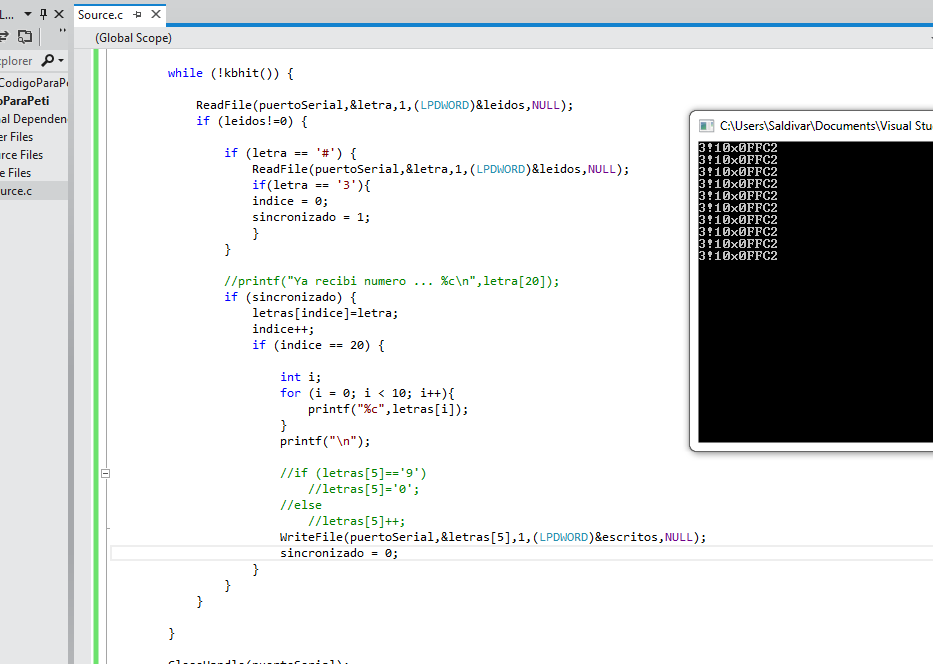 L...
Source.c
(Global Scope)
plorer
CodigoParaPe
oParaPeti
nal Dependen
er Files
urce Files
e Files
urce.c
while (!kbhit()) {
ReadFile(puertoSerial,&letra,1,(LPDWORD)&leidos,NULL);
if (leidos!=0) {
if (letra == '#') {
ReadFile(puertoSerial,&letra,1,(LPDWORD)&leidos,NULL);
if(letra == '3'){
indice = 0;
sincronizado = 1;
}
}
//printf("Ya recibi numero ... %c\n",letra[20]);
if (sincronizado) {
letras[indice]=letra;
indice++;
if (indice == 20) {
int i;
for (i = 0; i < 10; i++){
printf("%c",letras[i]);
}
printf("\n");
//if (letras[5]=='9')
//letras[5]='0';
//else
//letras[5]++;
WriteFile(puertoSerial,&letras[5],1,(LPDWORD)&escritos,NULL);
sincronizado = 0;
}
}
}
}
CloseHandle(puertoSerial);
C:\Users\Saldivar\Documents\Visual Stu
3!10x0FFC2
3!10x0FFC2
3!10x0FFC2
3!10x0FFC2
3!10x0FFC2
3!10x0FFC2
3!10x0FFC2
3!10x0FFC2
3!10x0FFC2
3!10x0FFC2